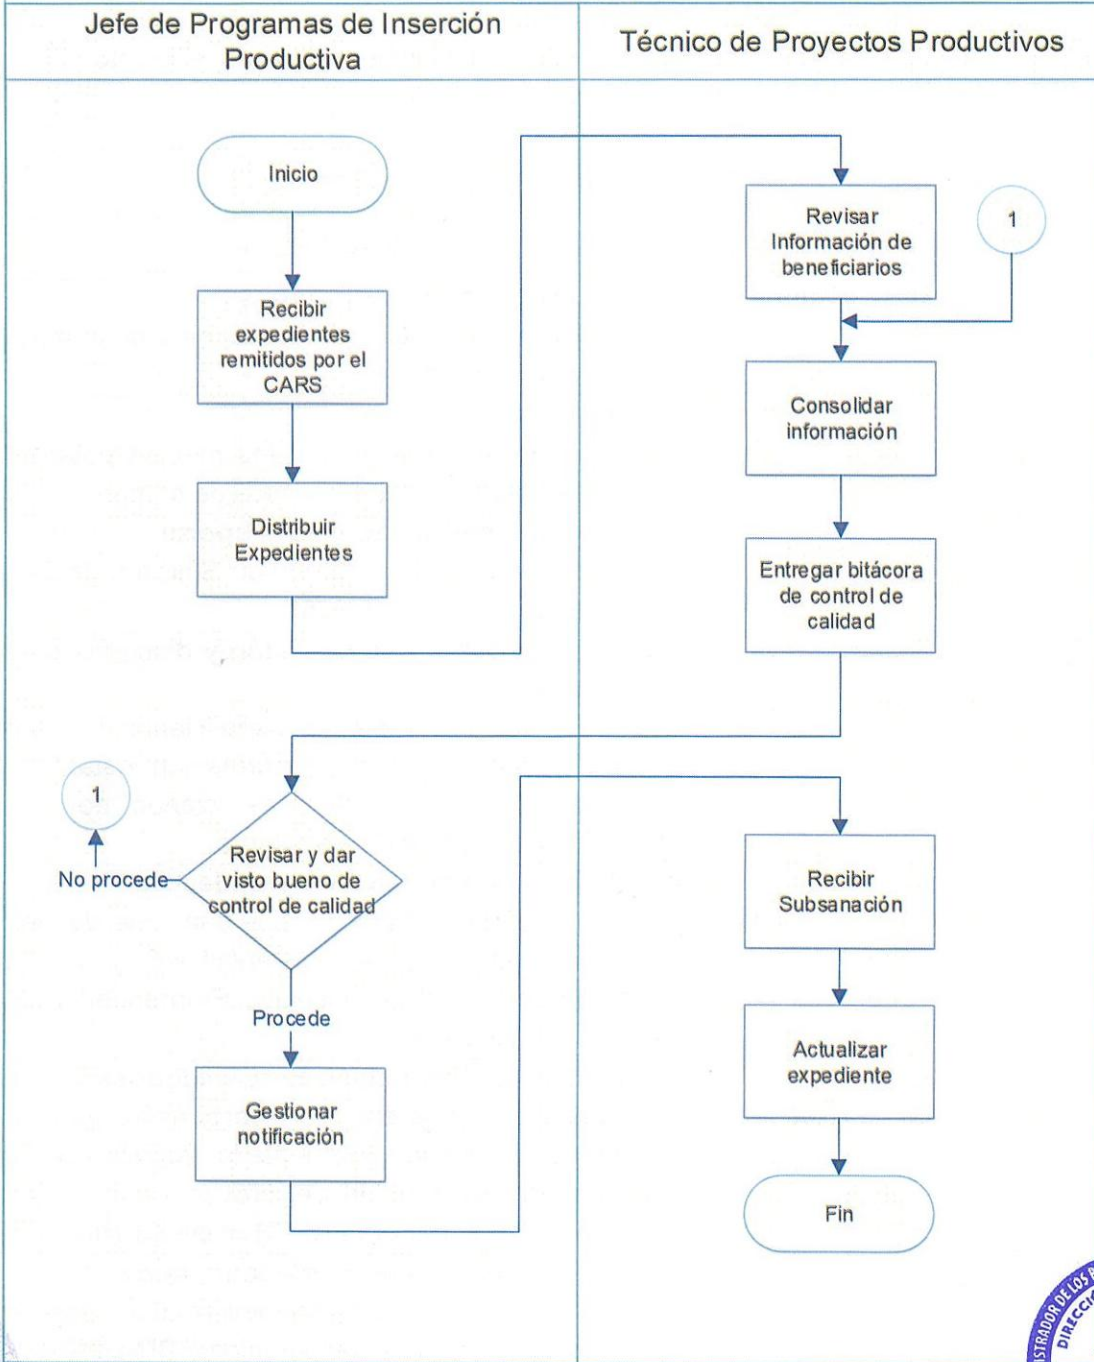 Jefe de Programas de Inserción
Productiva
Técnico de Proyectos Productivos
Inicio
Recibir
expedientes
remitidos por el
CARS
Distribuir
Expedientes
Revisar
Información de
beneficiarios
1
Consolidar
información
Entregar bitácora
de control de
calidad
1
No procede
Revisar y dar
visto bueno de
control de calidad
Procede
Gestionar
notificación
Recibir
Subsanación
Actualizar
expediente
Fin
DE LOS